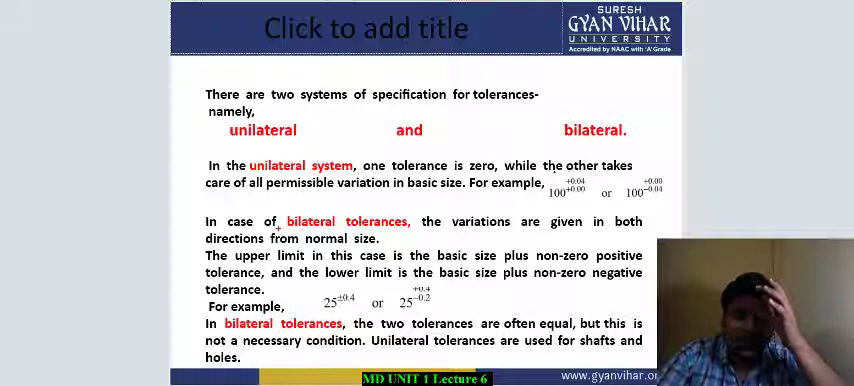 Click to add title
SURESH
GYAN VIHAR
UNIVERSITY
Accredited by NAAC with 'A' Grade
There are two systems of specification for tolerances-
namely,
unilateral and bilateral.
In the unilateral system, one tolerance is zero, while the other takes
care of all permissible variation in basic size. For example,
+0.04 +0.00
100+0.00 or 100−0.04
In case of bilateral tolerances, the variations are given in both
directions from normal size.
The upper limit in this case is the basic size plus non-zero positive
tolerance, and the lower limit is the basic size plus non-zero negative
tolerance.
+0.4
For example, 25±0.4 or 25−0.2
In bilateral tolerances, the two tolerances are often equal, but this is
not a necessary condition. Unilateral tolerances are used for shafts and
holes.
MD UNIT 1 Lecture 6
www.gyanvihar.o